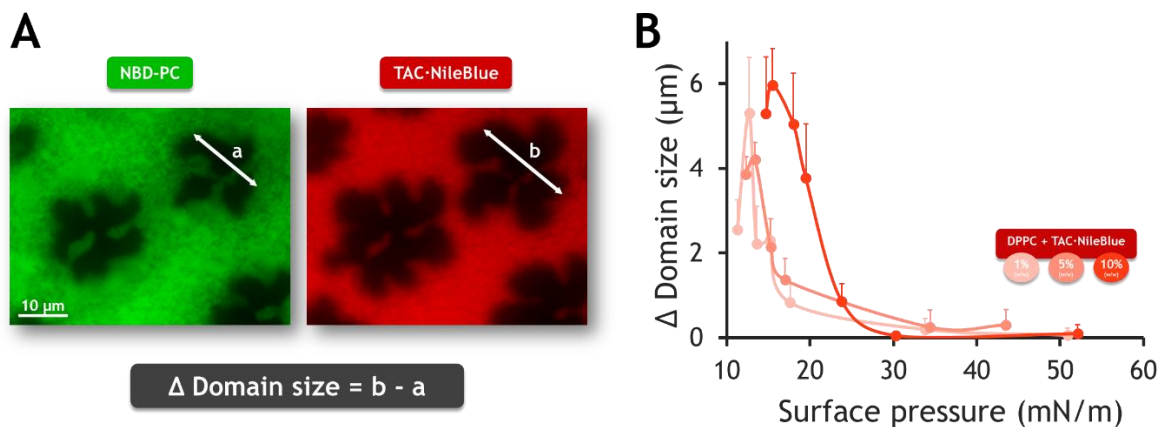 A
NBD-PC
TAC·NileBlue
a
b
10 µm
Δ Domain size = b - a
B
Δ Domain size (µm)
6
4
2
0
10 20 30 40 50 60
Surface pressure (mN/m)
DPPC + TAC·NileBlue
1% 5% 10%
(w/w) (w/w) (w/w)